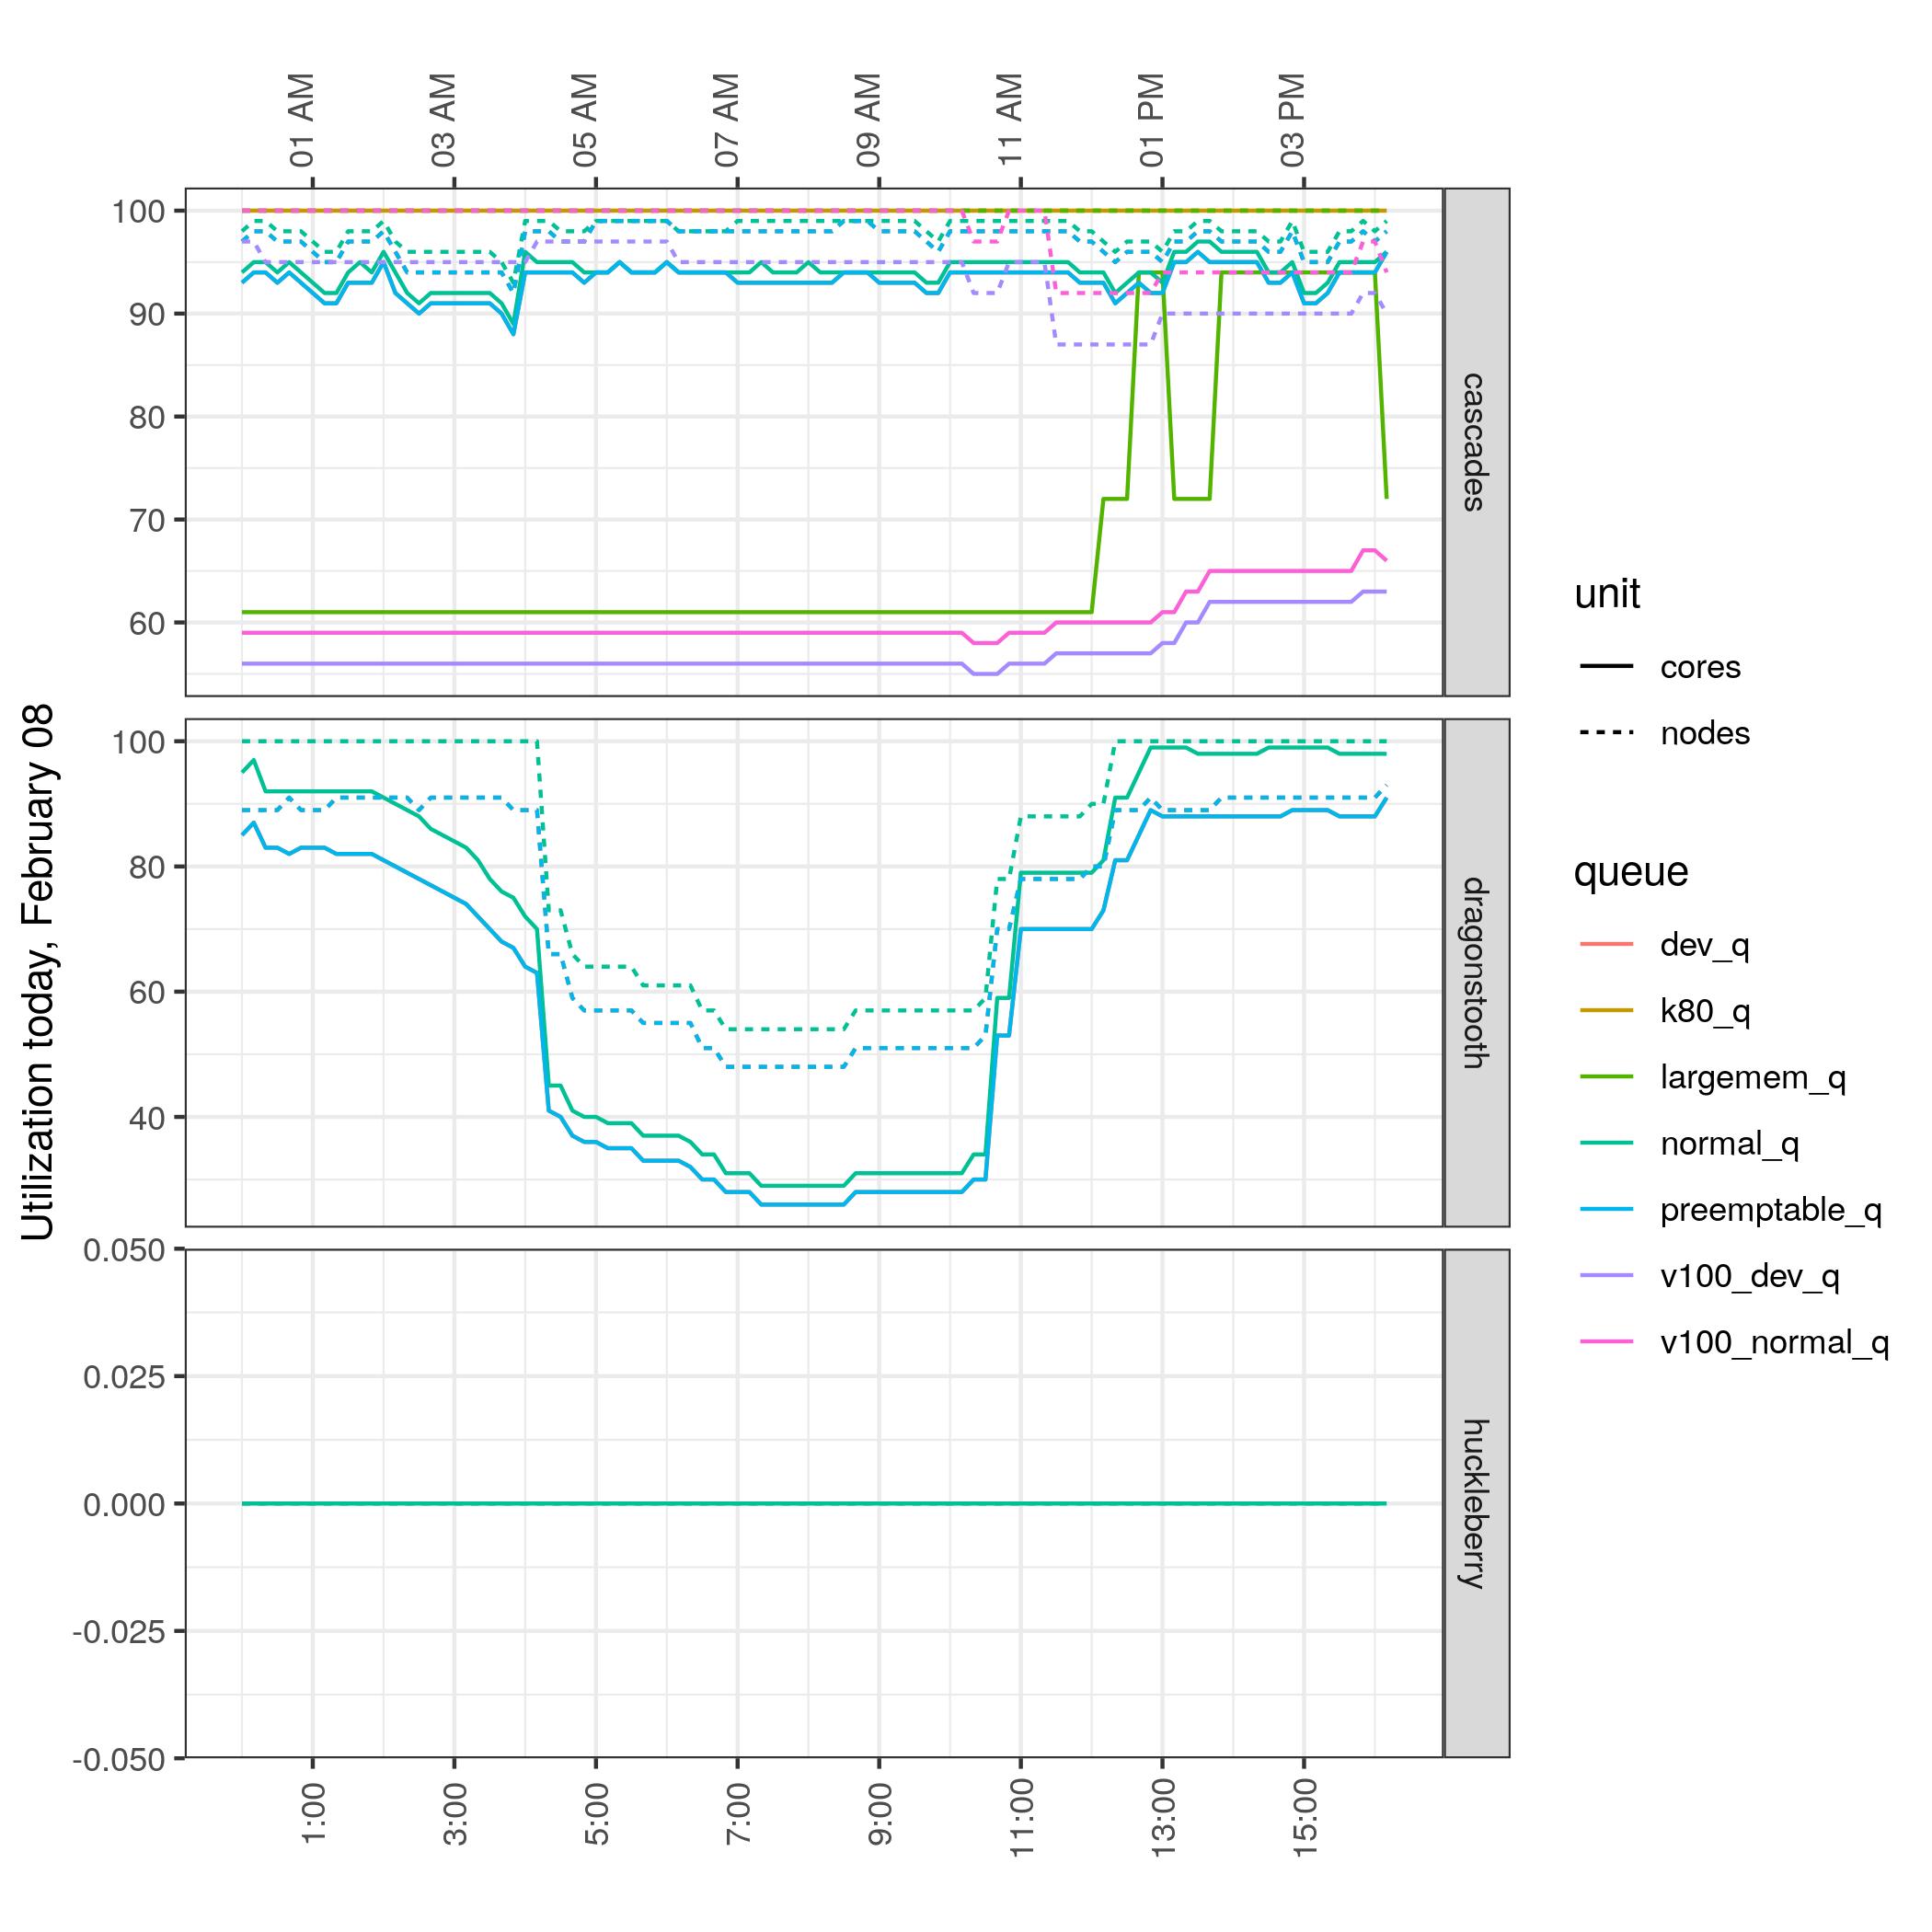 01 AM
03 AM
05 AM
07 AM
09 AM
11 AM
01 PM
03 PM
Utilization today, February 08
100
90
80
70
60
cascades
100
80
60
40
dragonstooth
0.050
0.025
0.000
-0.025
-0.050
huckleberry
1:00
3:00
5:00
7:00
9:00
11:00
13:00
15:00
unit
cores
nodes
queue
dev_q
k80_q
largemem_q
normal_q
preemptable_q
v100_dev_q
v100_normal_q